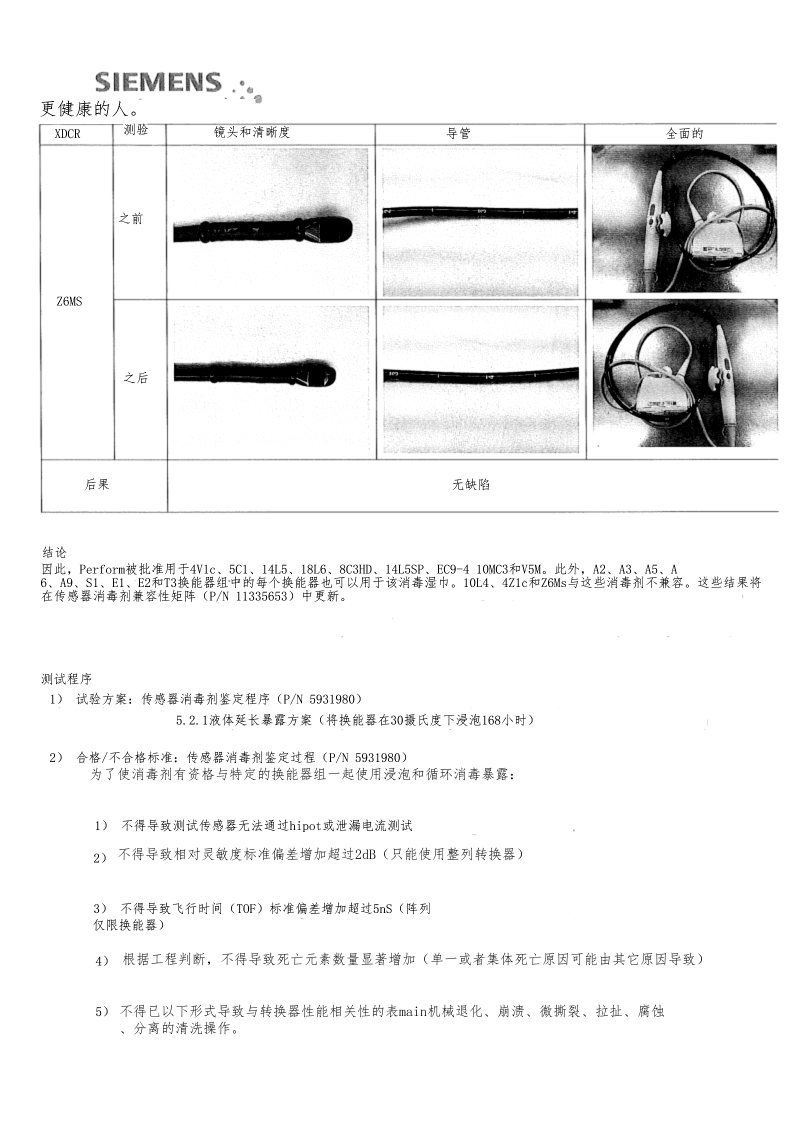 SIEMENS
更健康的人。
XDCR 测验 镜头和清晰度 导管 全面的
之前
Z6MS
之后
后果 无缺陷
结论
因此，Perform被批准用于4V1c、5C1、14L5、18L6、8C3HD、14L5SP、EC9-4 10MC3和V5M。此外，A2、A3、A5、A
6、A9、S1、E1、E2和T3换能器组中的每个换能器也可以用于该消毒湿巾。10L4、4Z1c和Z6Ms与这些消毒剂不兼容。这些结果将
在传感器消毒剂兼容性矩阵（P/N 11335653）中更新。
测试程序
1） 试验方案：传感器消毒剂鉴定程序（P/N 5931980）
5.2.1液体延长暴露方案（将换能器在30摄氏度下浸泡168小时）
2） 合格/不合格标准：传感器消毒剂鉴定过程（P/N 5931980）
为了使消毒剂有资格与特定的换能器组一起使用浸泡和循环消毒暴露：
1） 不得导致测试传感器无法通过hipot或泄漏电流测试
2） 不得导致相对灵敏度标准偏差增加超过2dB（只能使用整列转换器）
3） 不得导致飞行时间（TOF）标准偏差增加超过5nS（阵列
仅限换能器）
4） 根据工程判断，不得导致死亡元素数量显著增加（单一或者集体死亡原因可能由其它原因导致）
5） 不得已以下形式导致与转换器性能相关性的表main机械退化、崩溃、微撕裂、拉扯、腐蚀
、分离的清洗操作。